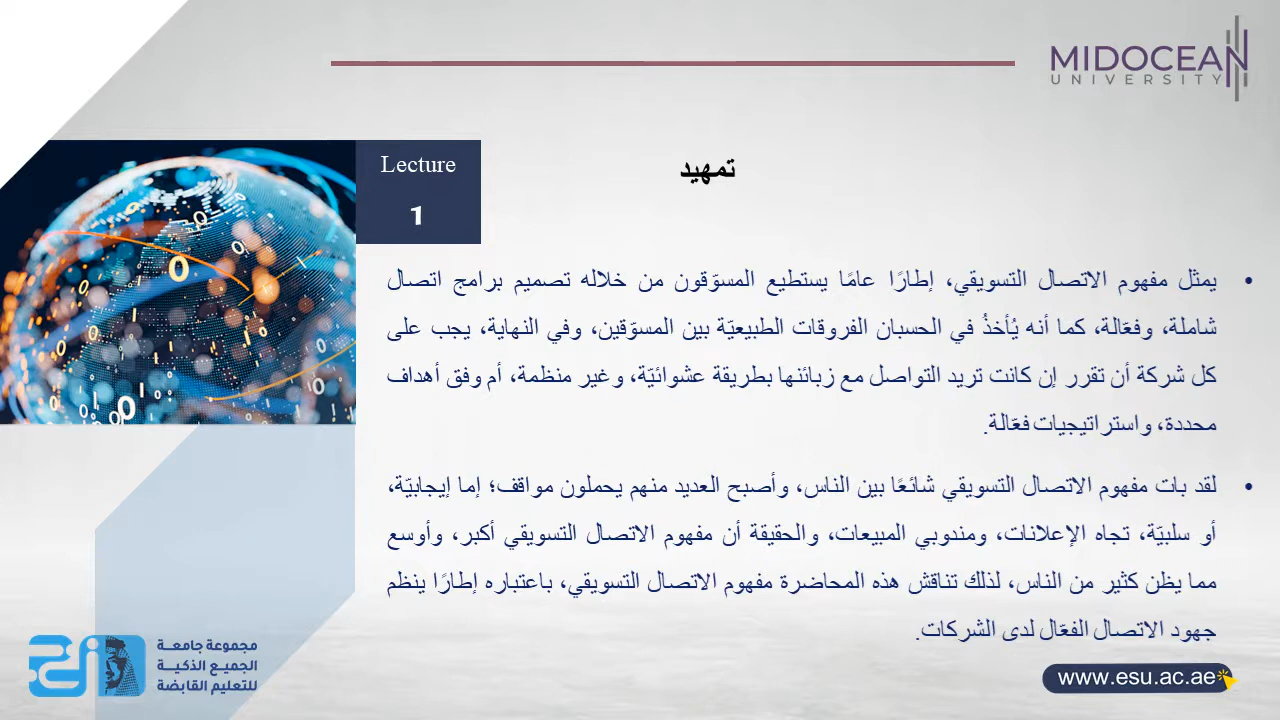 MIDOCEAN
UNIVERSITY
Lecture
1
تمهيد
• يمثل مفهوم الاتصال التسويقي، إطارًا عامًا يستطيع المسوّقون من خلاله تصميم برامج اتصال
شاملة، وفعّالة، كما أنه يُأخذُ في الحسبان الفروقات الطبيعيّة بين المسوّقين، وفي النهاية، يجب على
كل شركة أن تقرر إن كانت تريد التواصل مع زبائنها بطريقة عشوائيّة، وغير منظمة، أم وفق أهداف
محددة، واستراتيجيات فعّالة.
• لقد بات مفهوم الاتصال التسويقي شائعًا بين الناس، وأصبح العديد منهم يحملون مواقف؛ إما إيجابيّة،
أو سلبيّة، تجاه الإعلانات، ومندوبي المبيعات، والحقيقة أن مفهوم الاتصال التسويقي أكبر، وأوسع
مما يظن كثير من الناس، لذلك تناقش هذه المحاضرة مفهوم الاتصال التسويقي، باعتباره إطارًا ينظم
جهود الاتصال الفعّال لدى الشركات.
مجموعة جامعة
الجميع الذكية
للتعليم القابضة
www.esu.ac.ae